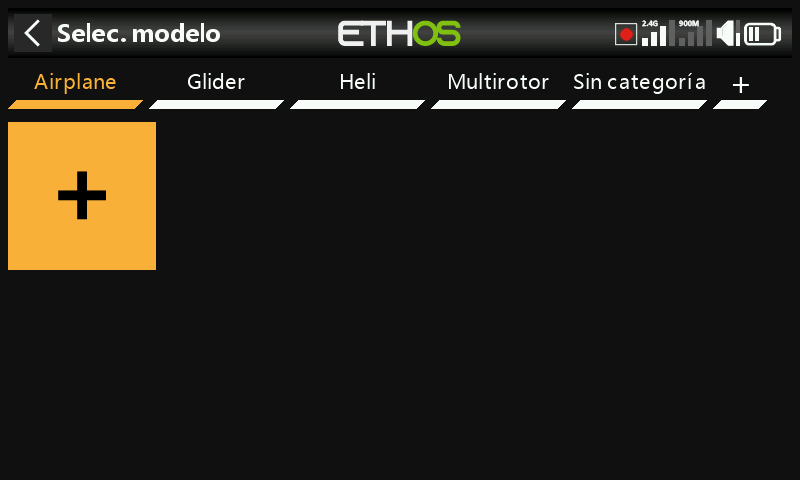 Selec. modelo
ETHOS
2.4G
900M
Airplane
Glider
Heli
Multirotor
Sin categoría
+
+